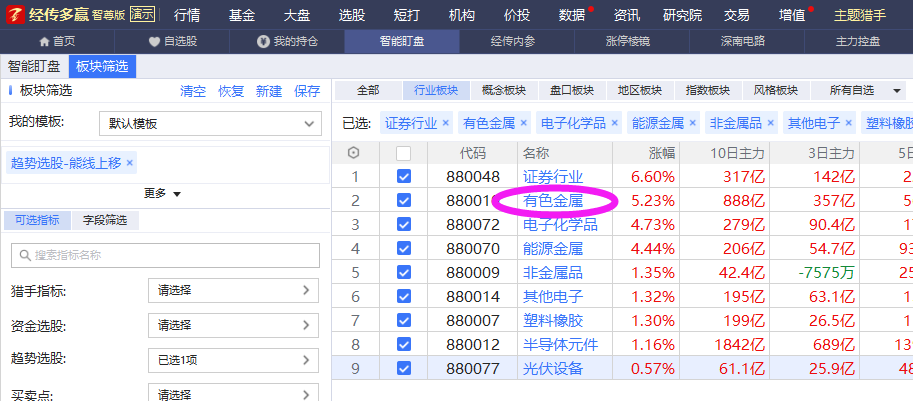 经传多赢 智尊版 演示 行情 基金 大盘 选股 短打 机构 价投 数据 资讯 研究院 交易 增值 主题猎手
首页 自选股 我的持仓 智能盯盘 经传内参 涨停棱镜 深南电路 主力控盘
智能盯盘 板块筛选
板块筛选 清空 恢复 新建 保存
我的模板: 默认模板
趋势选股-能线上移 ×
更多
可选指标 字段筛选
搜索指标名称
猎手指标: 请选择
资金选股: 请选择
趋势选股: 已选1项
买卖点: 请选择
全部 行业板块 概念板块 盘口板块 地区板块 指数板块 风格板块 所有自选
已选: 证券行业 × 有色金属 × 电子化学品 × 能源金属 × 非金属品 × 其他电子 × 塑料橡胶
代码 名称 涨幅 10日主力 3日主力 5日
1 880048 证券行业 6.60% 317亿 142亿
2 88001 有色金属 5.23% 888亿 357亿
3 880072 电子化学品 4.73% 279亿 90.4亿
4 880070 能源金属 4.44% 206亿 54.7亿 93
5 880009 非金属品 1.35% 42.4亿 -7575万 25
6 880014 其他电子 1.32% 195亿 63.1亿
7 880007 塑料橡胶 1.30% 199亿 26.5亿
8 880012 半导体元件 1.16% 1842亿 689亿 13
9 880077 光伏设备 0.57% 61.1亿 25.9亿 48